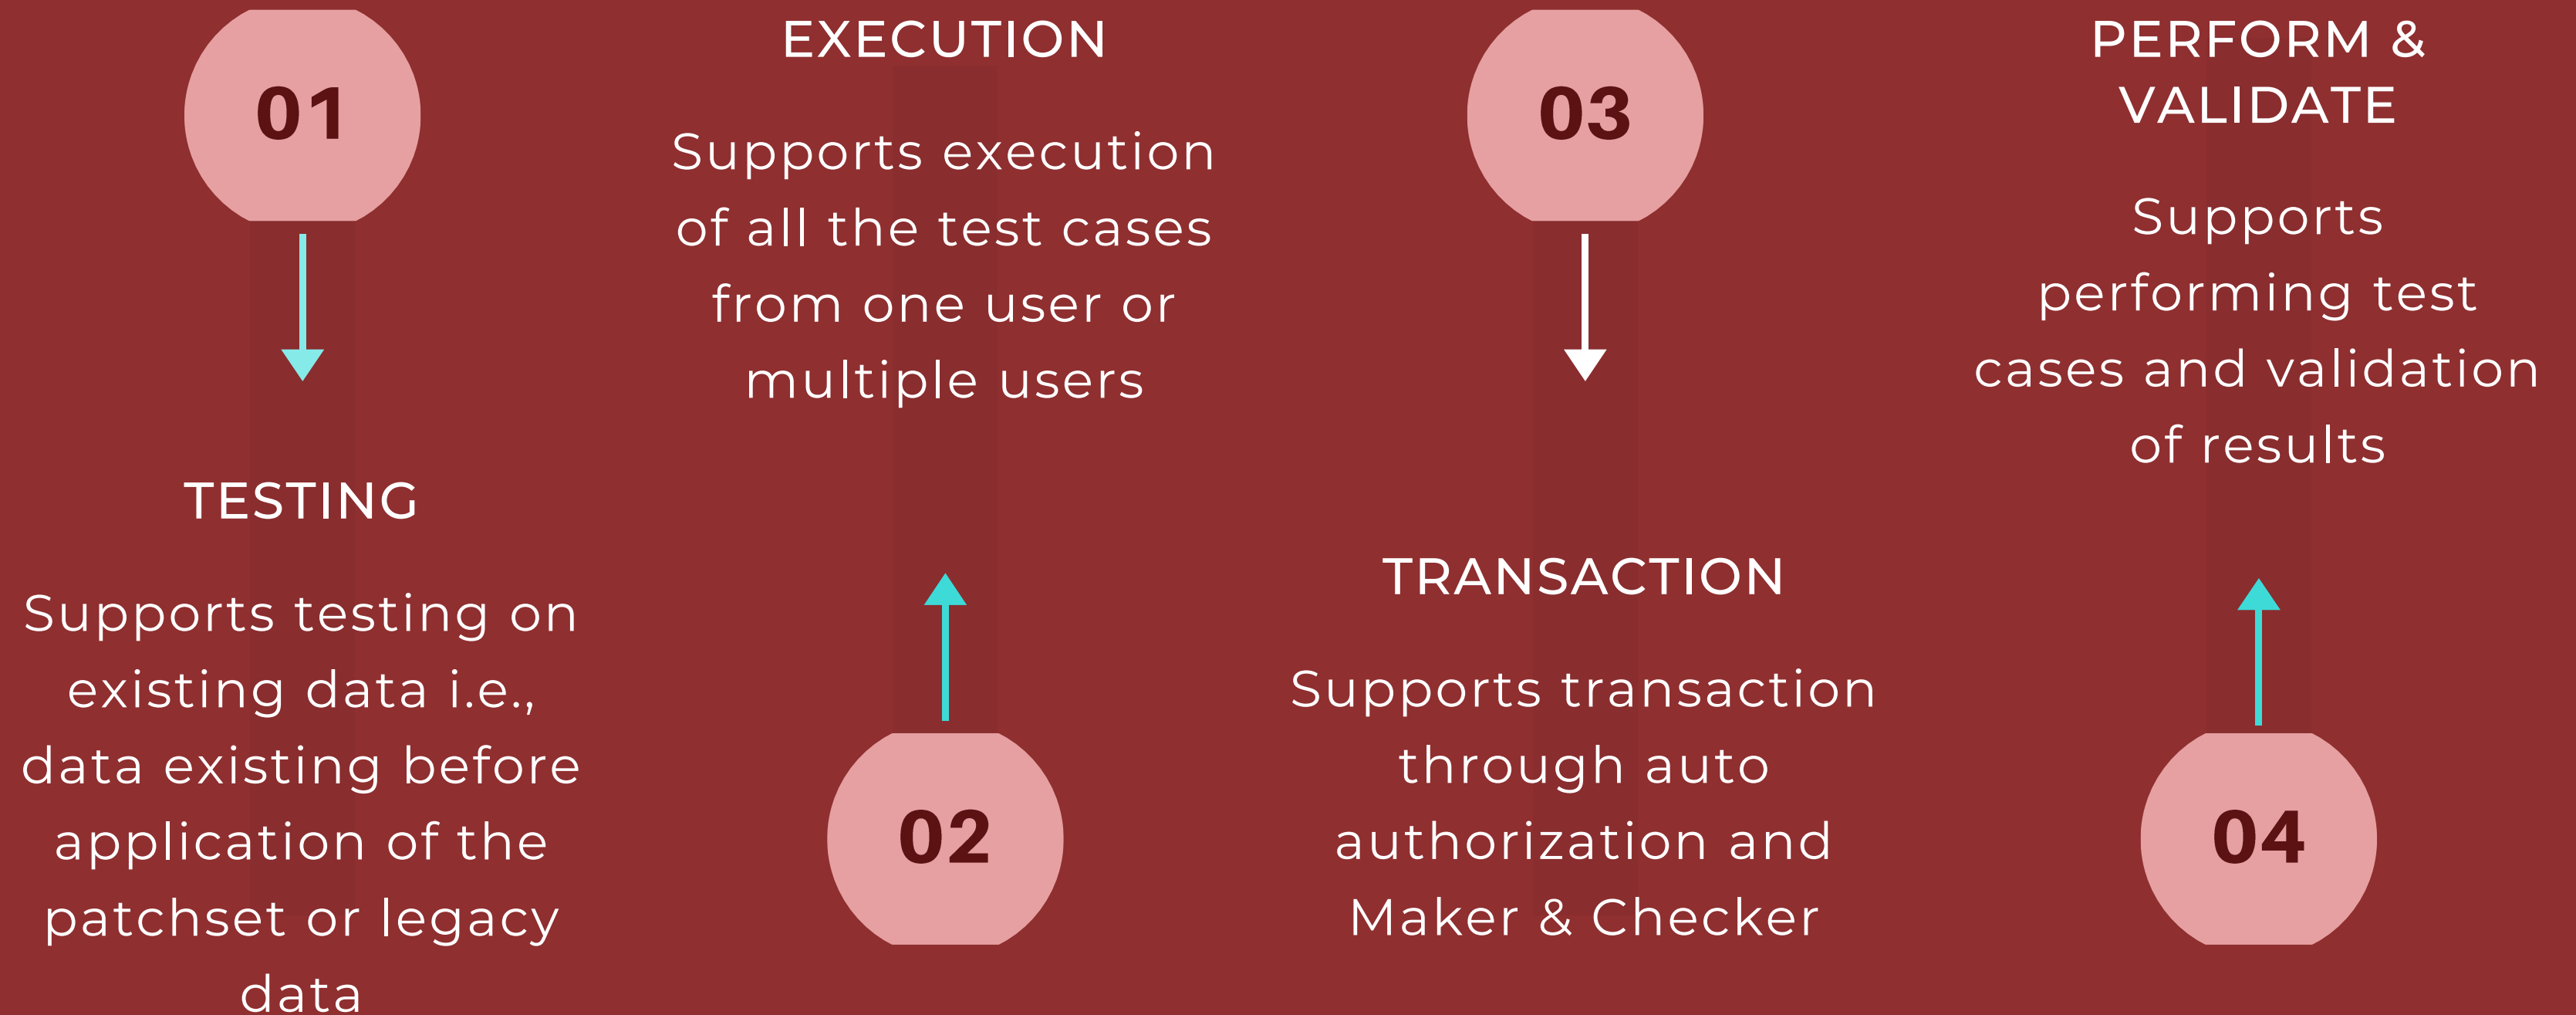 01
TESTING
Supports testing on
existing data i.e.,
data existing before
application of the
patchset or legacy
data
EXECUTION
Supports execution
of all the test cases
from one user or
multiple users
02
03
TRANSACTION
Supports transaction
through auto
authorization and
Maker & Checker
PERFORM &
VALIDATE
Supports
performing test
cases and validation
of results
04